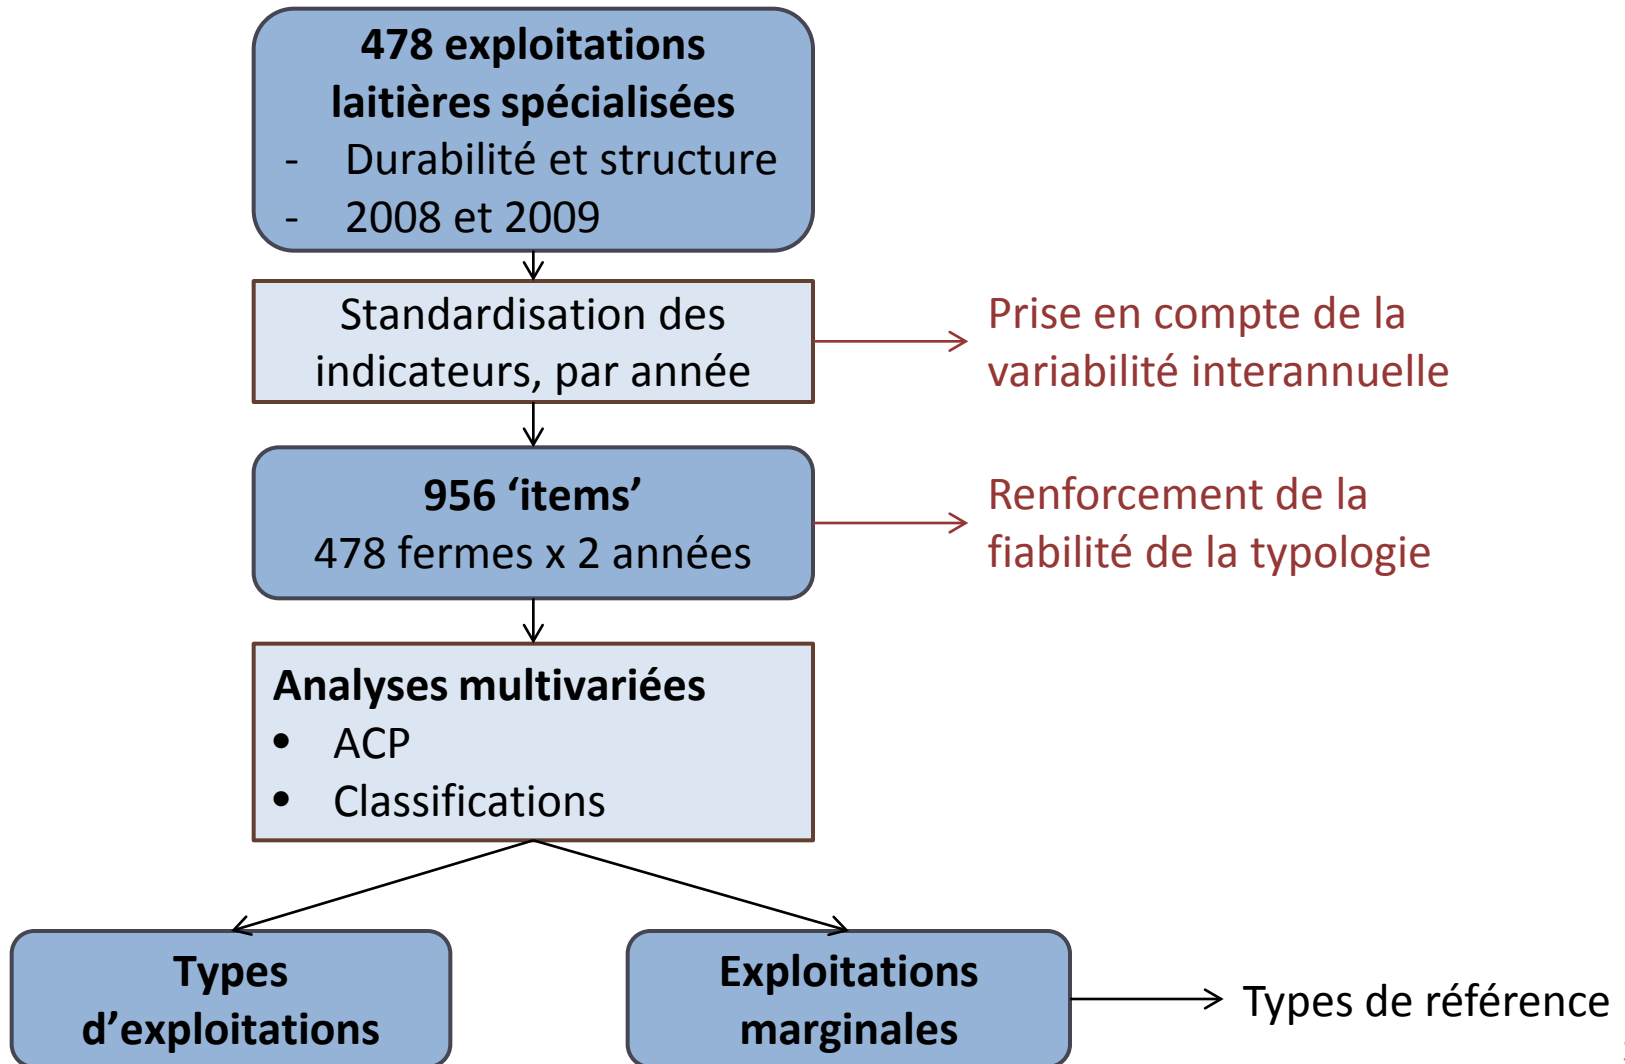 478 exploitations
laitières spécialisées
- Durabilité et structure
- 2008 et 2009
Standardisation des
indicateurs, par année
Prise en compte de la
variabilité interannuelle
956 ‘items’
478 fermes x 2 années
Renforcement de la
fiabilité de la typologie
Analyses multivariées
• ACP
• Classifications
Types
d’exploitations
Exploitations
marginales
Types de référence